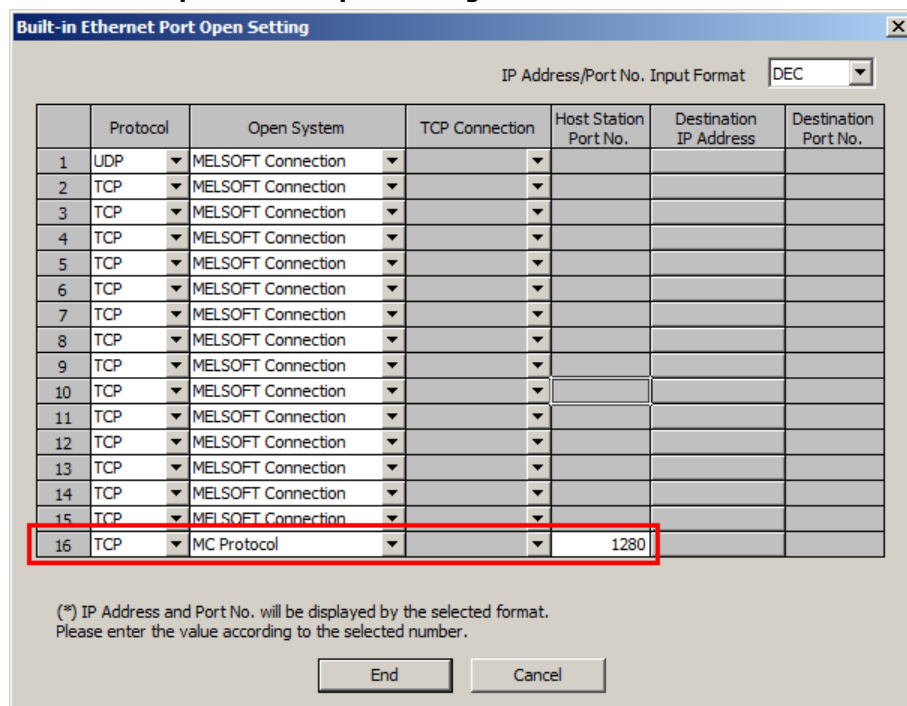 Built-in Ethernet Port Open Setting
IP Address/Port No. Input Format DEC
Protocol Open System TCP Connection Host Station Port No. Destination IP Address Destination Port No.
1 UDP MELSOFT Connection
2 TCP MELSOFT Connection
3 TCP MELSOFT Connection
4 TCP MELSOFT Connection
5 TCP MELSOFT Connection
6 TCP MELSOFT Connection
7 TCP MELSOFT Connection
8 TCP MELSOFT Connection
9 TCP MELSOFT Connection
10 TCP MELSOFT Connection
11 TCP MELSOFT Connection
12 TCP MELSOFT Connection
13 TCP MELSOFT Connection
14 TCP MELSOFT Connection
15 TCP MELSOFT Connection
16 TCP MC Protocol 1280
(*) IP Address and Port No. will be displayed by the selected format.
Please enter the value according to the selected number.
End Cancel